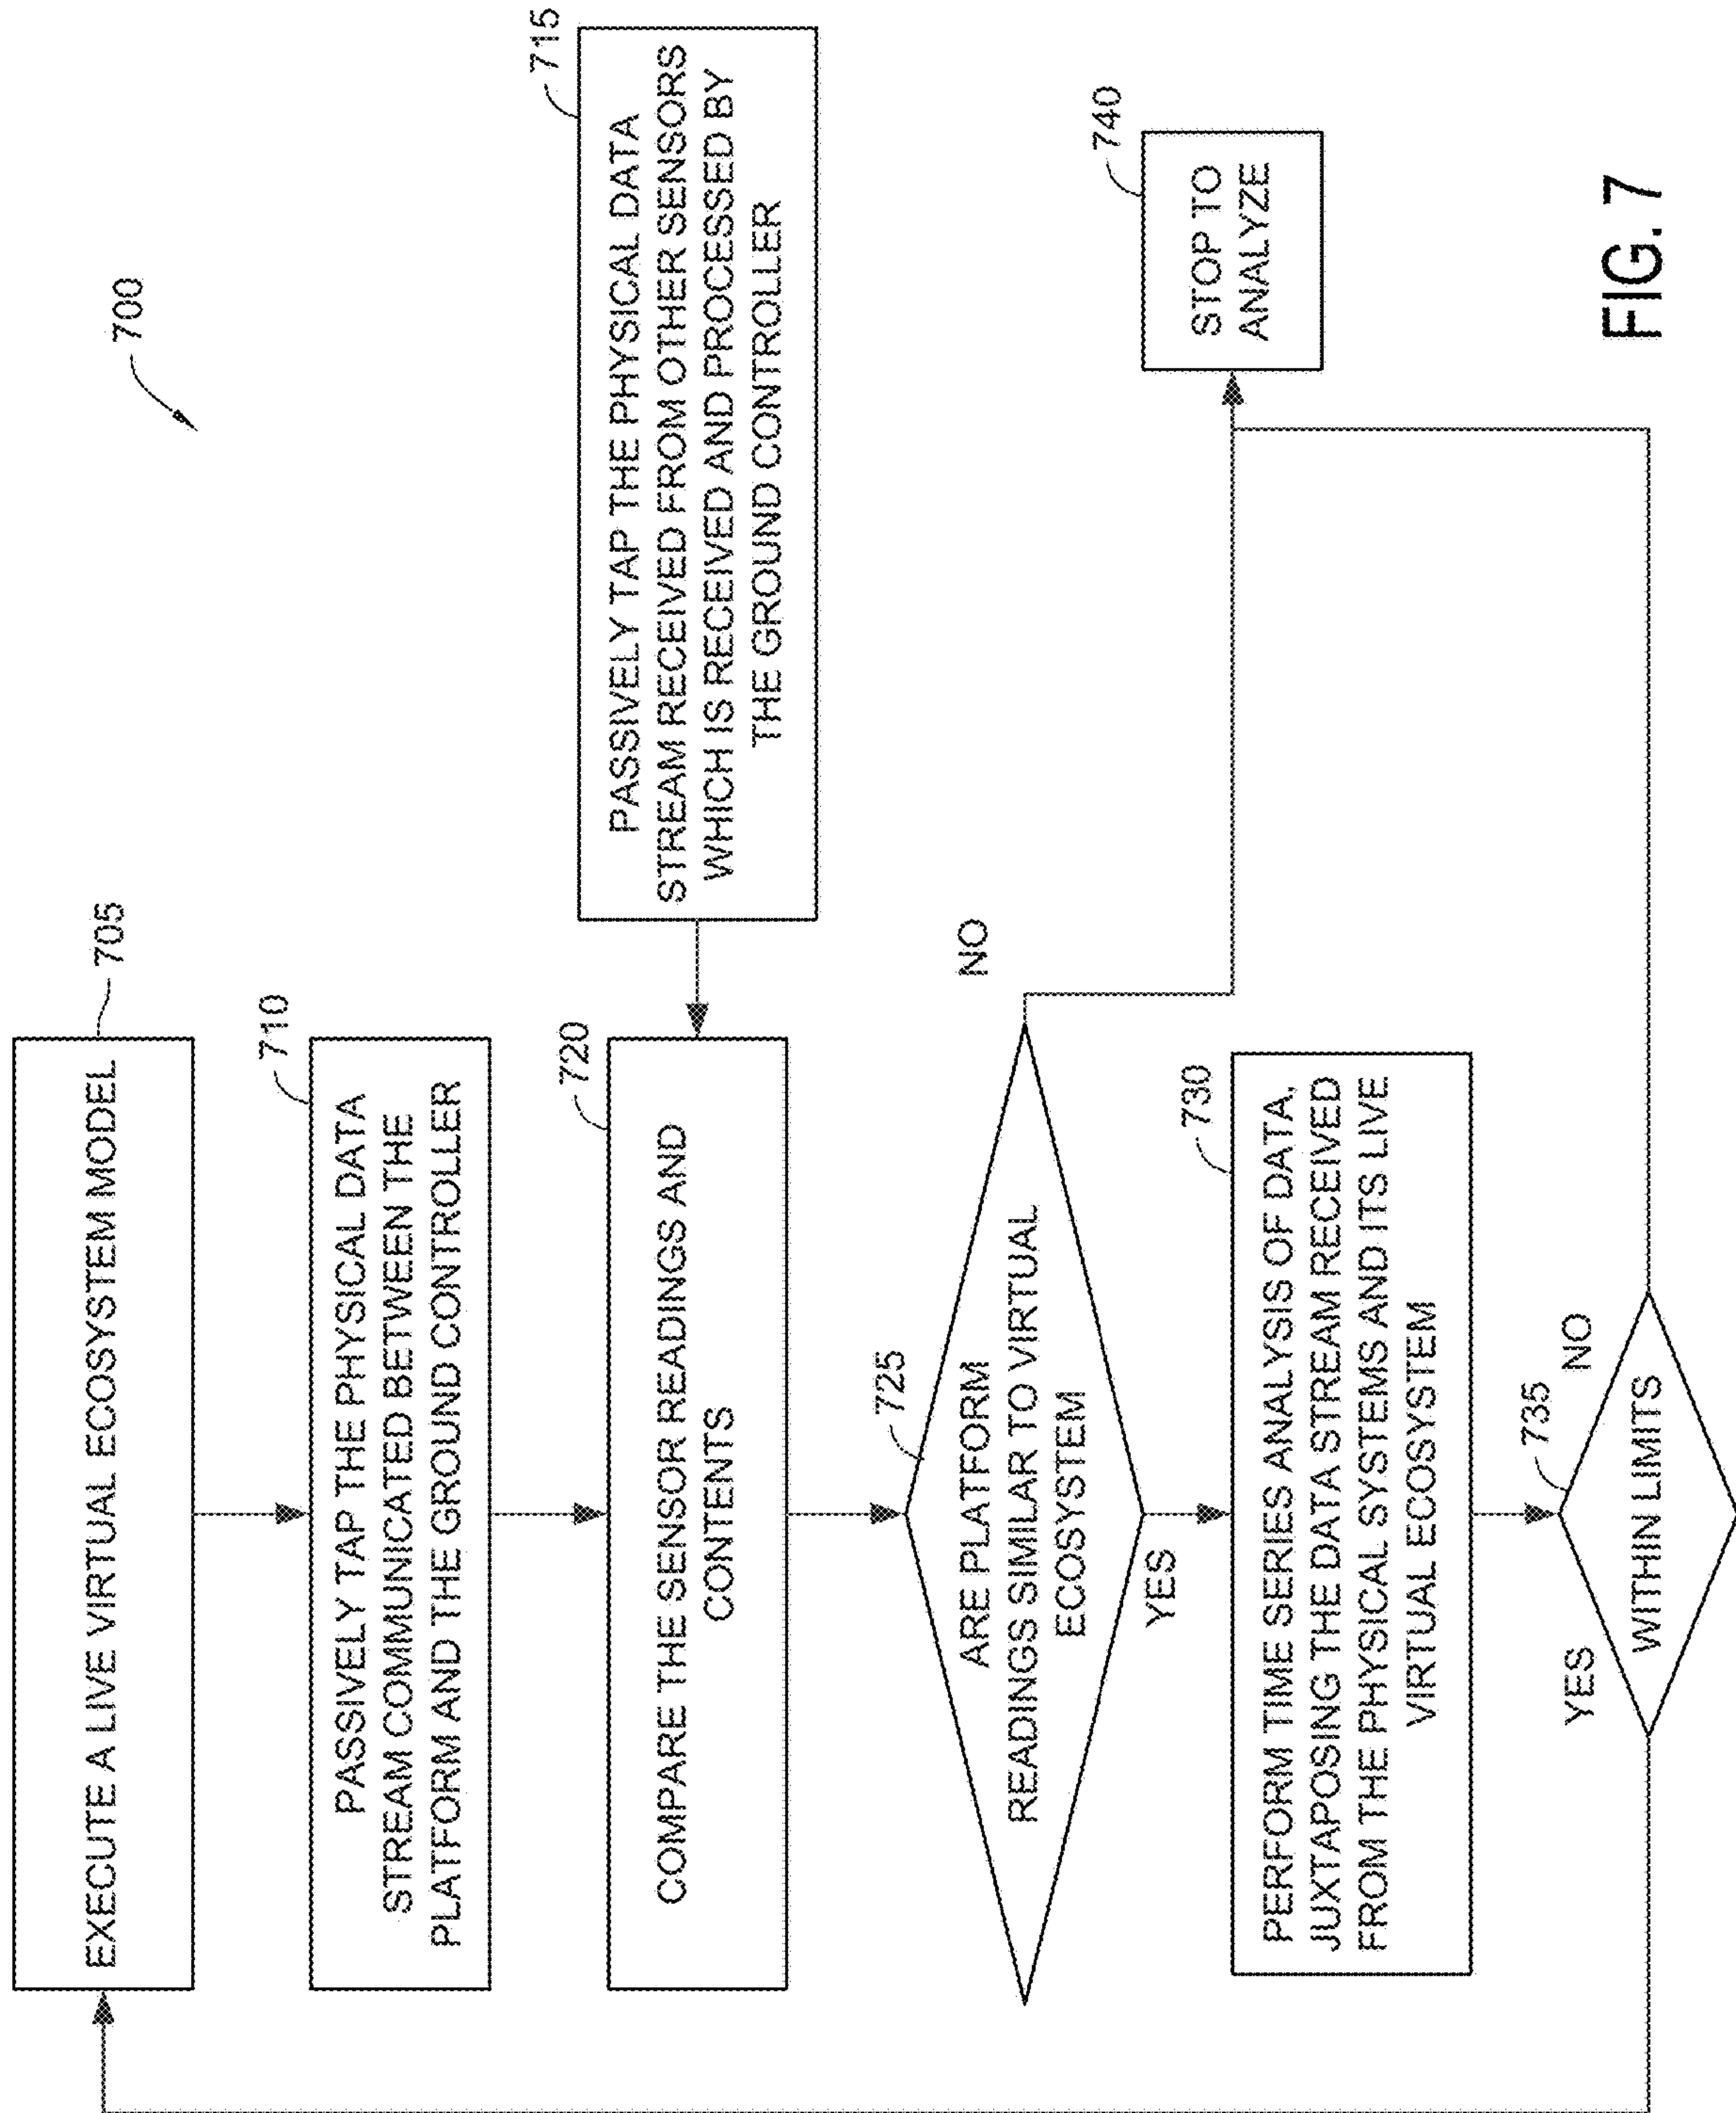 700
EXECUTE A LIVE VIRTUAL ECOSYSTEM MODEL
705
710
PASSIVELY TAP THE PHYSICAL DATA
STREAM COMMUNICATED BETWEEN THE
PLATFORM AND THE GROUND CONTROLLER
715
PASSIVELY TAP THE PHYSICAL DATA
STREAM RECEIVED FROM OTHER SENSORS
WHICH IS RECEIVED AND PROCESSED BY
THE GROUND CONTROLLER
720
COMPARE THE SENSOR READINGS AND
CONTENTS
725
ARE PLATFORM
READINGS SIMILAR TO VIRTUAL
ECOSYSTEM
NO
YES
730
PERFORM TIME SERIES ANALYSIS OF DATA,
JUXTAPOSING THE DATA STREAM RECEIVED
FROM THE PHYSICAL SYSTEMS AND ITS LIVE
VIRTUAL ECOSYSTEM
735
YES
NO
WITHIN LIMITS
740
STOP TO
ANALYZE
FIG. 7